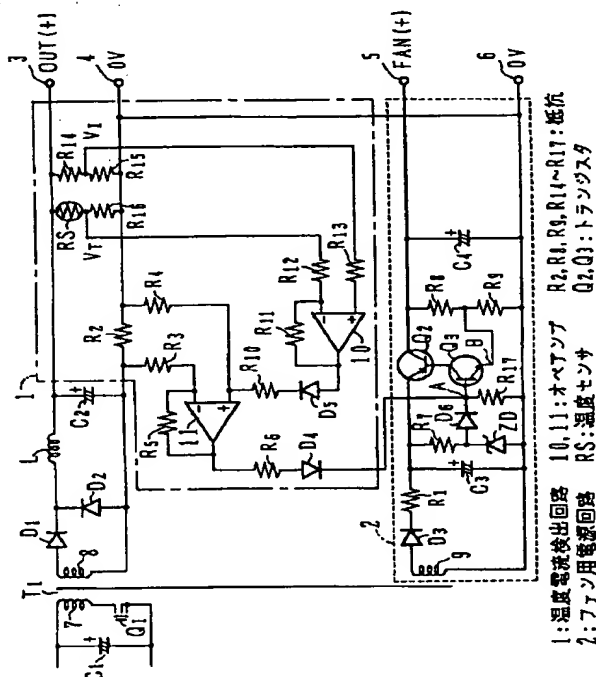 3
OUT(+)
4
0V
5
FAN(+)
6
0V
1
2
T1
C1
Q1
7
8
9
D1
D2
L
C2
R2
R3
R4
R5
11
R6
D4
RS
R14
R15
R16
VT
VI
R12
R13
R11
10
R10
D5
D3
R1
C3
R7
ZD
D6
A
R17
B
Q2
Q3
R8
R9
C4
1:温度電流検出回路
2:ファン用電源回路
10,11:オペアンプ
RS:温度センサ
R2,R8,R9,R14~R17:抵抗
Q2,Q3:トランジスタ